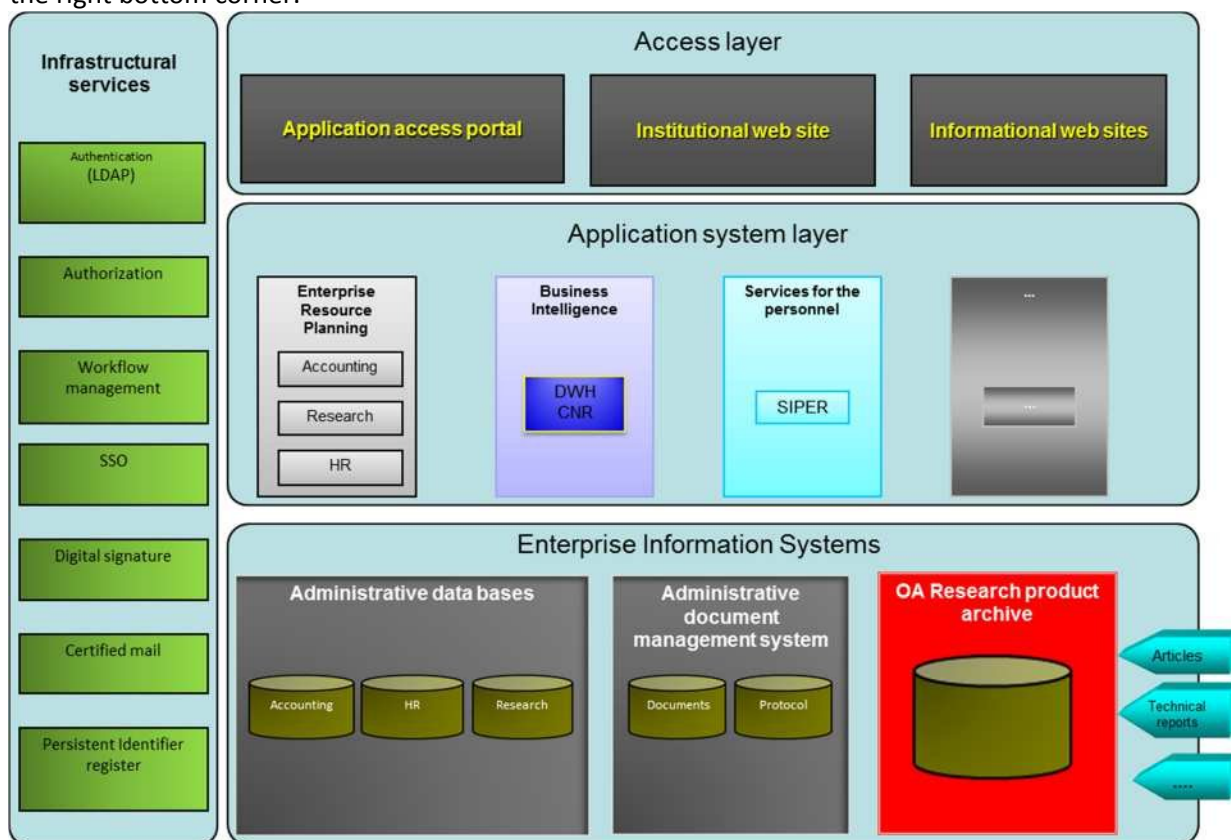 the right bottom corner.
Infrastructural
services
Authentication
(LDAP)
Authorization
Workflow
management
SSO
Digital signature
Certified mail
Persistent Identifier
register
Access layer
Application access portal
Institutional web site
Informational web sites
Application system layer
Enterprise
Resource
Planning
Accounting
Research
HR
Business
Intelligence
DWH
CNR
Services for the
personnel
SIPER
...
...
Enterprise Information Systems
Administrative data bases
Accounting
HR
Research
Administrative
document
management system
Documents
Protocol
OA Research product
archive
Articles
Technical
reports
....